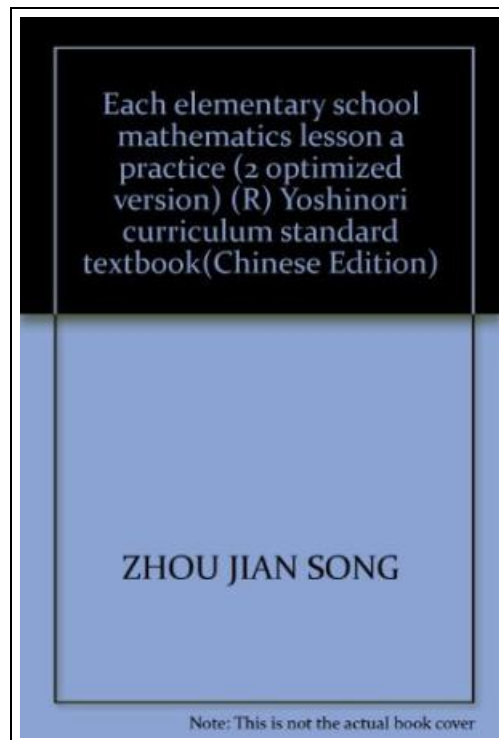 Each elementary school
mathematics lesson a
practice (2 optimized
version) (R) Yoshinori
curriculum standard
textbook(Chinese Edition)
ZHOU JIAN SONG
Note: This is not the actual book cover